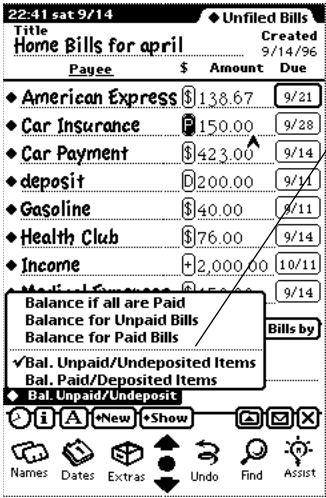 22:41 sat 9/14 ◆ Unfiled Bills
Title Created
Home Bills for april 9/14/96
Payee $ Amount Due
◆ American Express $ 138.67 9/21
◆ Car Insurance P 150.00 9/28
◆ Car Payment $ 423.00 9/14
◆ deposit D 200.00 9/11
◆ Gasoline $ 40.00 9/11
◆ Health Club $ 76.00 9/14
◆ Income + 2,000.00 10/11
9/14
Balance if all are Paid
Balance for Unpaid Bills
Balance for Paid Bills
Bills by
✓Bal. Unpaid/Undeposited Items
Bal. Paid/Deposited Items
◆ Bal. Unpaid/Undeposit
i A •New •Show X
Names Dates Extras Undo Find Assist